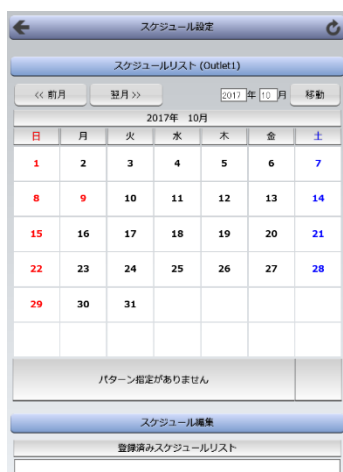 スケジュール設定
スケジュールリスト (Outlet1)
<< 前月 翌月 >> 2017 年 10 月 移動
2017年 10月
日 月 火 水 木 金 土
1 2 3 4 5 6 7
8 9 10 11 12 13 14
15 16 17 18 19 20 21
22 23 24 25 26 27 28
29 30 31
パターン指定がありません
スケジュール編集
登録済みスケジュールリスト